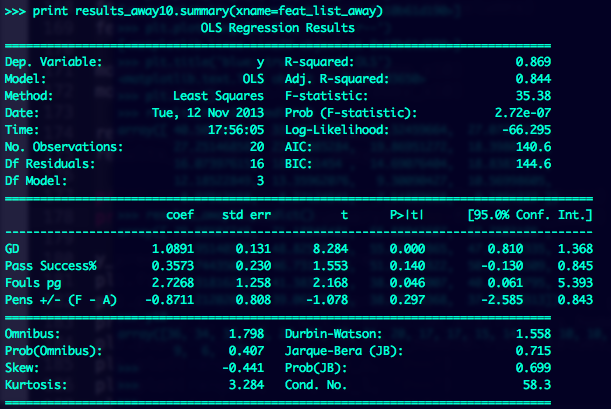 >>> print results_away10.summary(xname=feat_list_away)
OLS Regression Results
==============================================================================
Dep. Variable: y R-squared: 0.869
Model: OLS Adj. R-squared: 0.844
Method: Least Squares F-statistic: 35.38
Date: Tue, 12 Nov 2013 Prob (F-statistic): 2.72e-07
Time: 17:56:05 Log-Likelihood: -66.295
No. Observations: 20 AIC: 140.6
Df Residuals: 16 BIC: 144.6
Df Model: 3
==============================================================================
coef std err t P>|t| [95.0% Conf. Int.]
------------------------------------------------------------------------------
GD 1.0891 0.131 8.284 0.000 0.810 1.368
Pass Success% 0.3573 0.230 1.553 0.140 -0.130 0.845
Fouls pg 2.7268 1.258 2.168 0.046 0.061 5.393
Pens +/- (F - A) -0.8711 0.808 -1.078 0.297 -2.585 0.843
==============================================================================
Omnibus: 1.798 Durbin-Watson: 1.558
Prob(Omnibus): 0.407 Jarque-Bera (JB): 0.715
Skew: -0.441 Prob(JB): 0.699
Kurtosis: 3.284 Cond. No. 58.3
==============================================================================